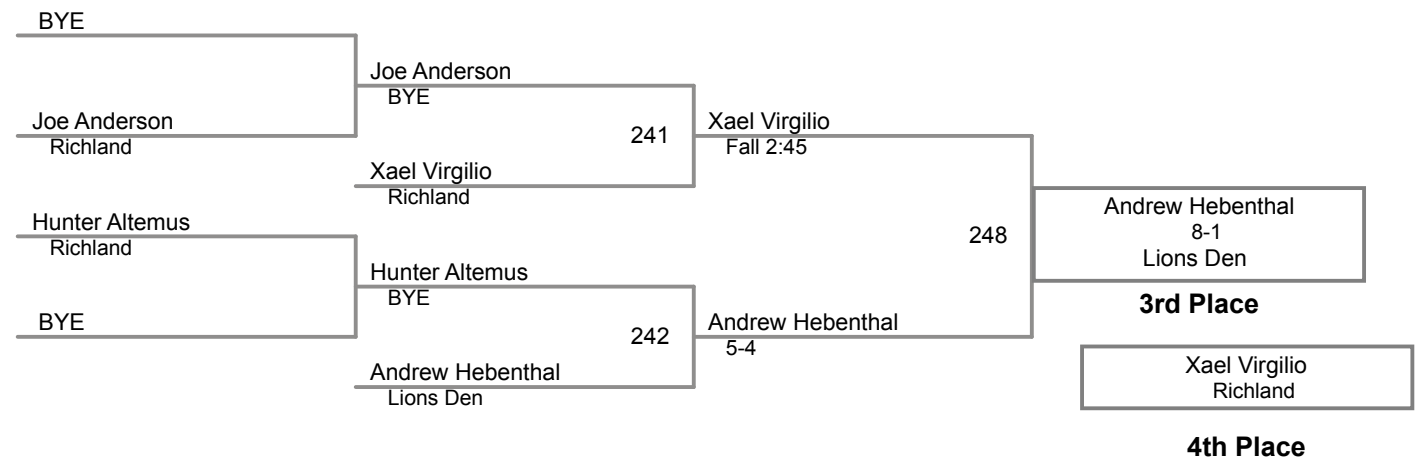 BYE
Joe Anderson
BYE
Joe Anderson
Richland
241
Xael Virgilio
Fall 2:45
Xael Virgilio
Richland
Hunter Altemus
Richland
248
Andrew Hebenthal
8-1
Lions Den
3rd Place
Hunter Altemus
BYE
BYE
242
Andrew Hebenthal
5-4
Andrew Hebenthal
Lions Den
Xael Virgilio
Richland
4th Place